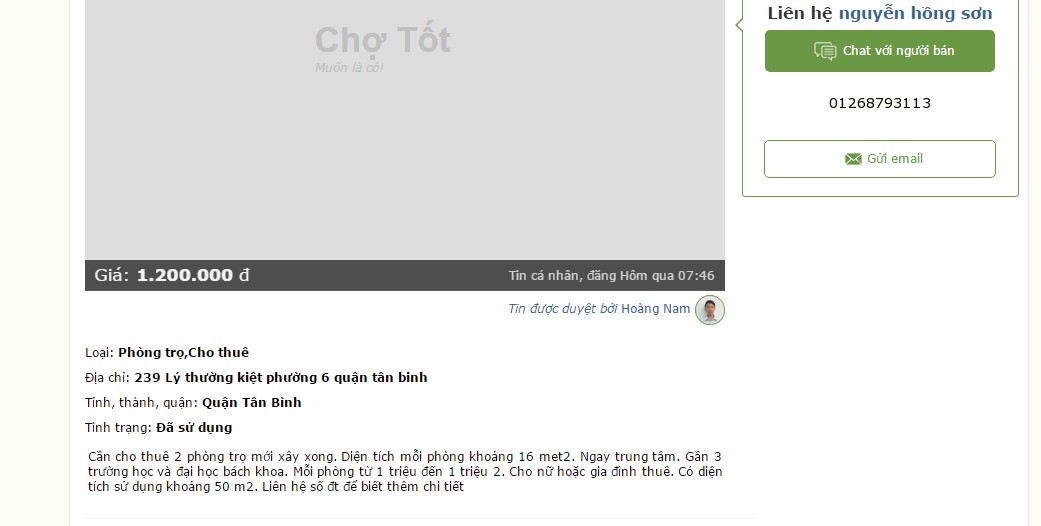 Chợ Tốt
Muốn là có!
Giá: 1.200.000 đ
Tin cá nhân, đăng Hôm qua 07:46
Tin được duyệt bởi Hoàng Nam
Loại: Phòng trọ,Cho thuê
Địa chỉ: 239 Lý thường kiệt phường 6 quận tân bình
Tỉnh, thành, quận: Quận Tân Bình
Tình trạng: Đã sử dụng
Cần cho thuê 2 phòng trọ mới xây xong. Diện tích mỗi phòng khoảng 16 met2. Ngay trung tâm. Gần 3
trường học và đại học bách khoa. Mỗi phòng từ 1 triệu đến 1 triệu 2. Cho nữ hoặc gia đình thuê. Có diện
tích sử dụng khoảng 50 m2. Liên hệ số đt để biết thêm chi tiết
Liên hệ nguyễn hồng sơn
Chat với người bán
01268793113
Gửi email